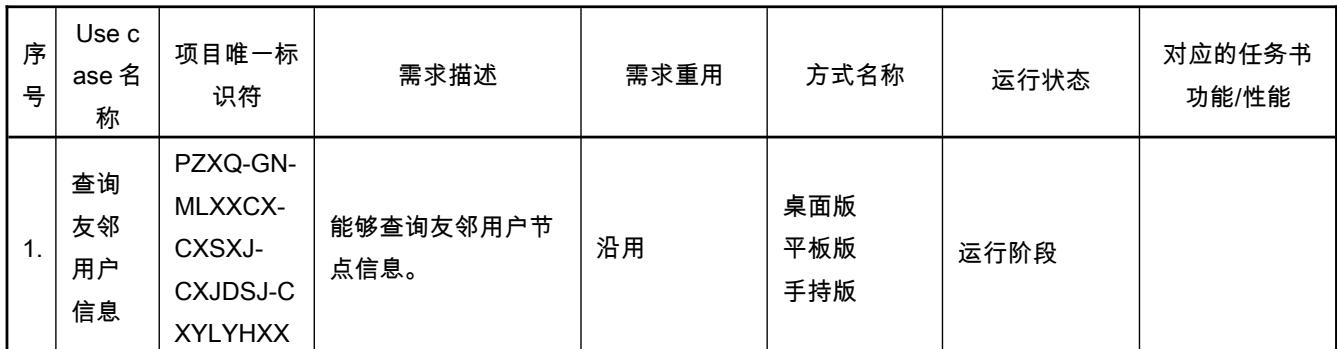 序号
Use case 名称
项目唯一标识符
需求描述
需求重用
方式名称
运行状态
对应的任务书功能/性能
1.
查询
友邻
用户
信息
PZXQ-GN-
MLXXCX-
CXSXJ-
CXJDSJ-C
XYLYHXX
能够查询友邻用户节
点信息。
沿用
桌面版
平板版
手持版
运行阶段